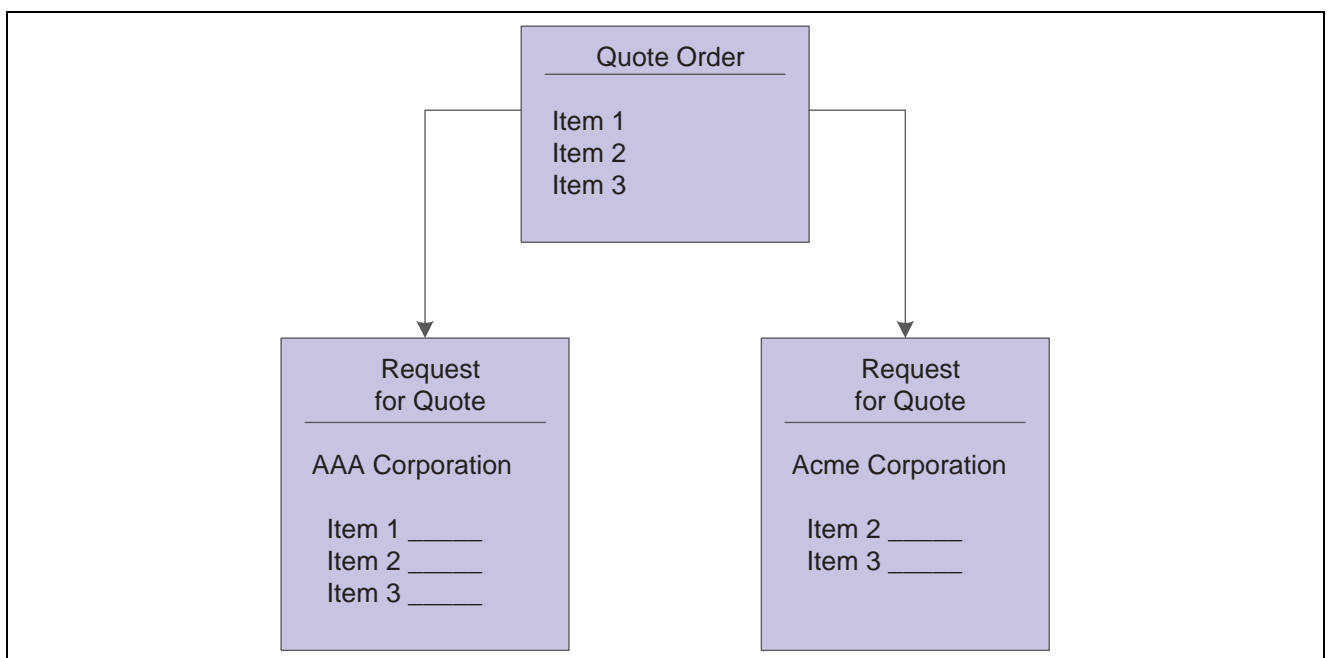 Quote Order
Item 1
Item 2
Item 3
Request
for Quote
AAA Corporation
Item 1 _____
Item 2 _____
Item 3 _____
Request
for Quote
Acme Corporation
Item 2 _____
Item 3 _____